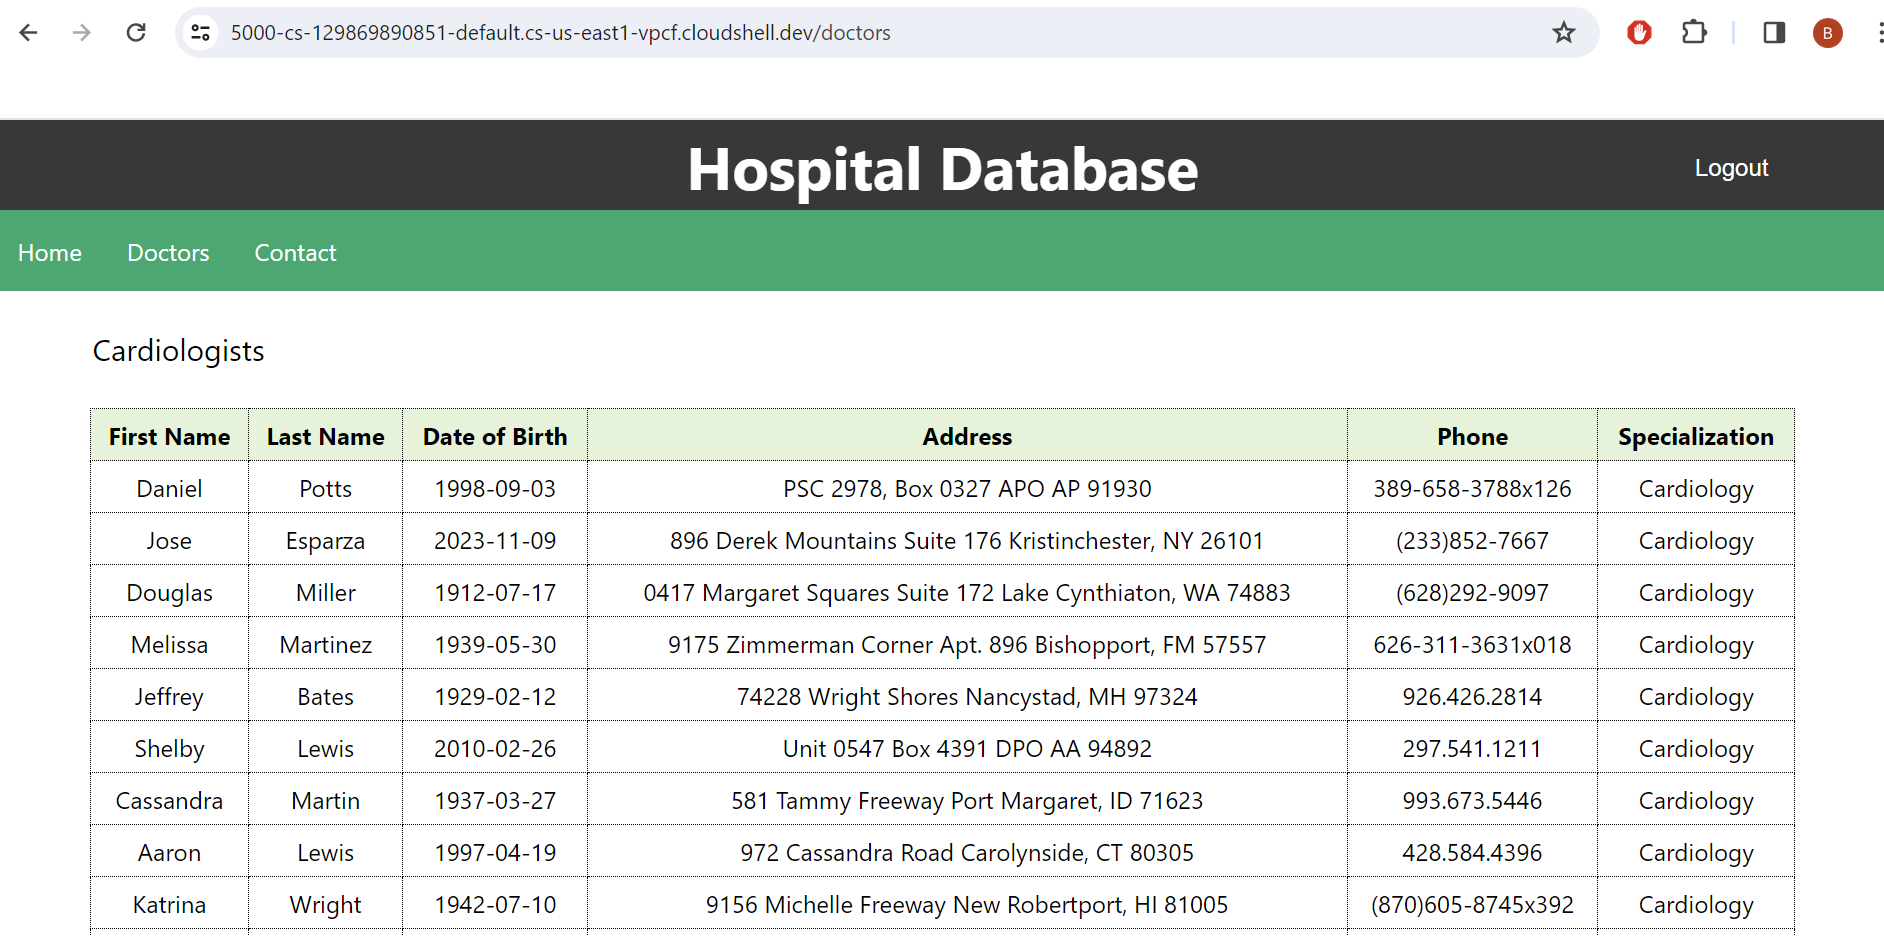 5000-cs-129869890851-default.cs-us-east1-vpcf.cloudshell.dev/doctors
B
Hospital Database
Logout
Home Doctors Contact
Cardiologists
First Name Last Name Date of Birth Address Phone Specialization
Daniel Potts 1998-09-03 PSC 2978, Box 0327 APO AP 91930 389-658-3788x126 Cardiology
Jose Esparza 2023-11-09 896 Derek Mountains Suite 176 Kristinchester, NY 26101 (233)852-7667 Cardiology
Douglas Miller 1912-07-17 0417 Margaret Squares Suite 172 Lake Cynthiaton, WA 74883 (628)292-9097 Cardiology
Melissa Martinez 1939-05-30 9175 Zimmerman Corner Apt. 896 Bishopport, FM 57557 626-311-3631x018 Cardiology
Jeffrey Bates 1929-02-12 74228 Wright Shores Nancystad, MH 97324 926.426.2814 Cardiology
Shelby Lewis 2010-02-26 Unit 0547 Box 4391 DPO AA 94892 297.541.1211 Cardiology
Cassandra Martin 1937-03-27 581 Tammy Freeway Port Margaret, ID 71623 993.673.5446 Cardiology
Aaron Lewis 1997-04-19 972 Cassandra Road Carolynside, CT 80305 428.584.4396 Cardiology
Katrina Wright 1942-07-10 9156 Michelle Freeway New Robertport, HI 81005 (870)605-8745x392 Cardiology